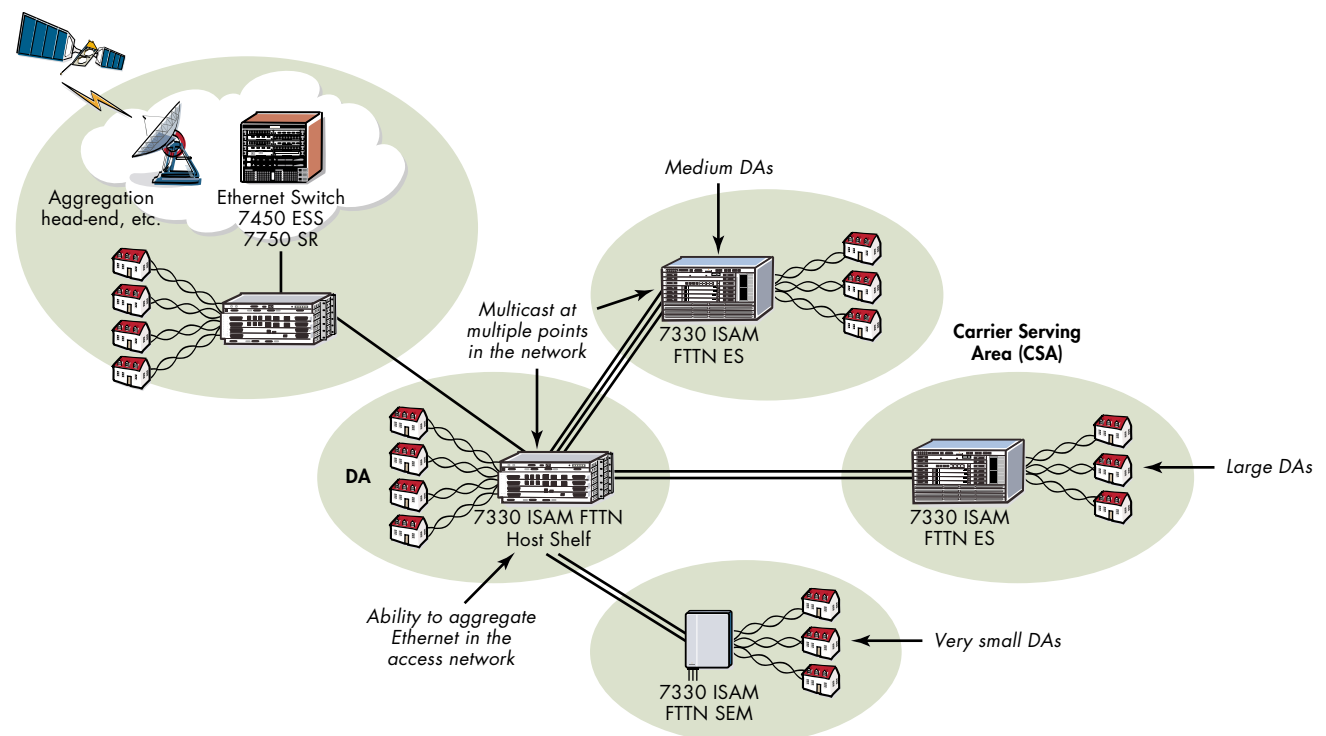 Aggregation
head-end, etc.
Ethernet Switch
7450 ESS
7750 SR
Medium DAs
Multicast at
multiple points
in the network
7330 ISAM
FTTN ES
Carrier Serving
Area (CSA)
DA
7330 ISAM FTTN
Host Shelf
7330 ISAM
FTTN ES
Large DAs
Ability to aggregate
Ethernet in the
access network
Very small DAs
7330 ISAM
FTTN SEM